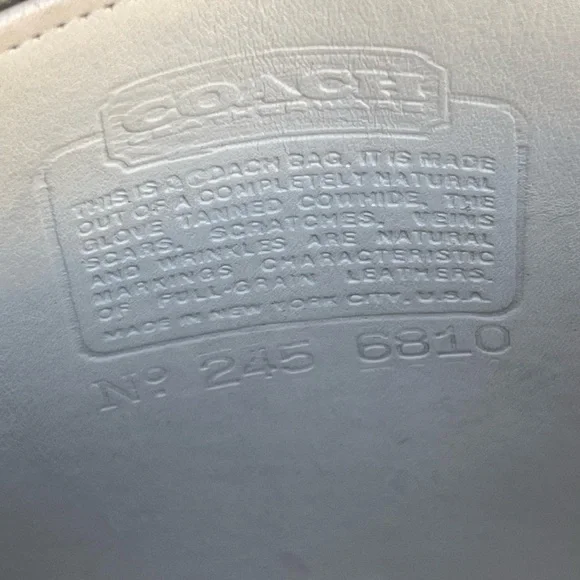 COACH
LEATHERWARE
THIS IS A COACH BAG. IT IS MADE
OUT OF A COMPLETELY NATURAL
GLOVE TANNED COWHIDE, THE
SCARS, SCRATCHES, VEINS
AND WRINKLES ARE NATURAL
MARKINGS CHARACTERISTIC
OF FULL-GRAIN LEATHERS.
MADE IN NEW YORK CITY, U.S.A.
No. 245 6810